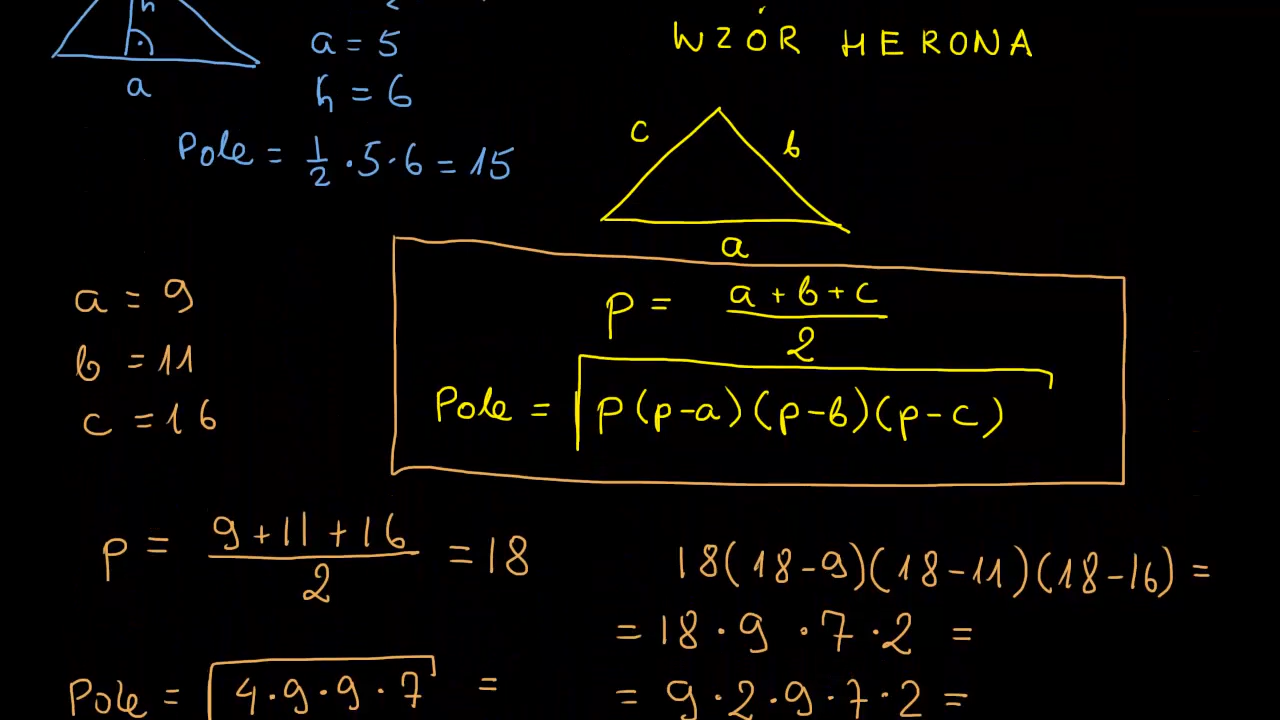 h
a = 5
h = 6
a
Pole = 1/2 · 5 · 6 = 15
WZÓR HERONA
c
b
a
p = (a + b + c)/2
Pole = √(p(p-a)(p-b)(p-c))
a = 9
b = 11
c = 16
p = (9 + 11 + 16)/2 = 18
Pole = √(4 · 9 · 9 · 7) =
18(18-9)(18-11)(18-16) =
= 18 · 9 · 7 · 2 =
= 9 · 2 · 9 · 7 · 2 =